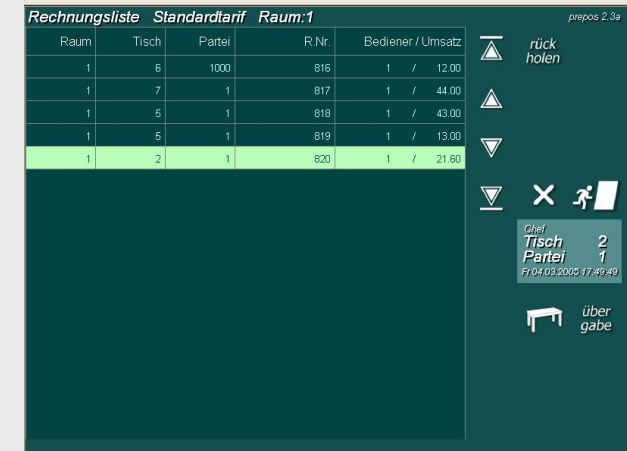 Rechnungsliste Standardtarif Raum:1
prepos 2.3a
Raum Tisch Partei R.Nr. Bediener / Umsatz
1 6 1000 816 1 / 12.00
1 7 1 817 1 / 44.00
1 5 1 818 1 / 43.00
1 5 1 819 1 / 13.00
1 2 1 820 1 / 21.60
rück
holen
Chef
Tisch 2
Partei 1
Fr 04.03.2005 17:49:49
über
gabe